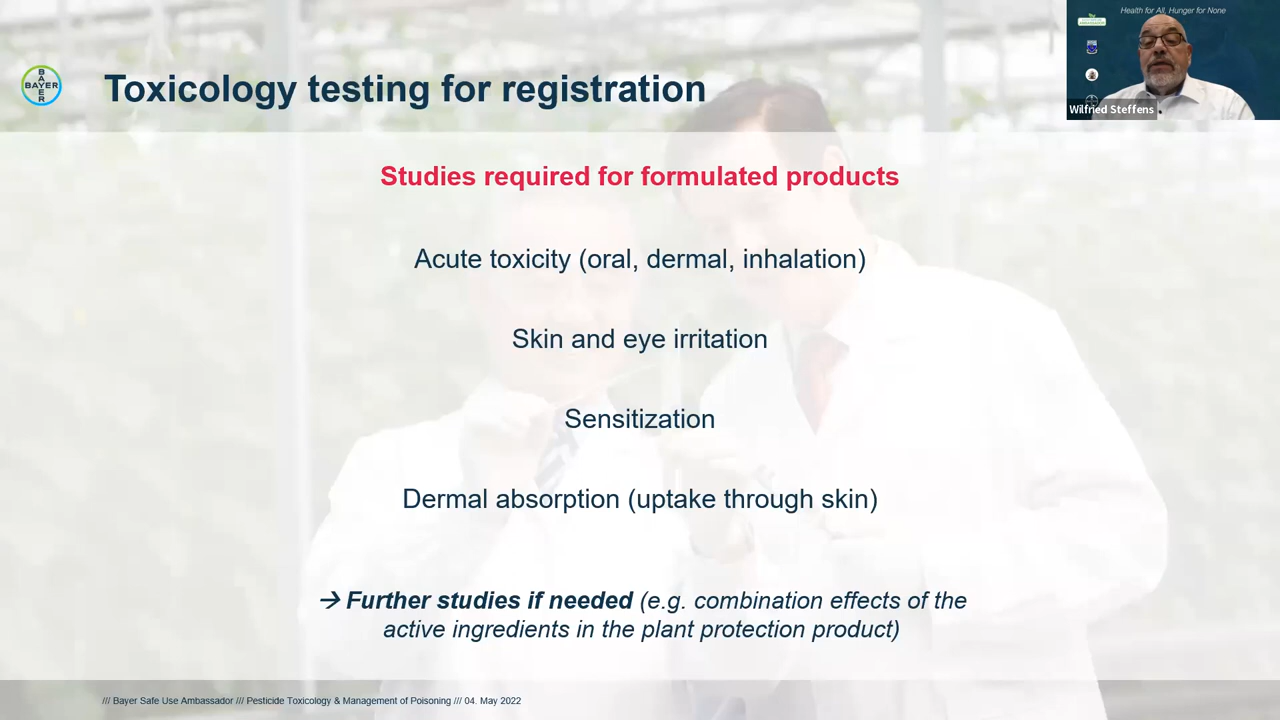 Health for All, Hunger for None
Wilfried Steffens
BAYER
BAYER
Toxicology testing for registration
Studies required for formulated products
Acute toxicity (oral, dermal, inhalation)
Skin and eye irritation
Sensitization
Dermal absorption (uptake through skin)
→ Further studies if needed (e.g. combination effects of the
active ingredients in the plant protection product)
/// Bayer Safe Use Ambassador /// Pesticide Toxicology & Management of Poisoning /// 04. May 2022